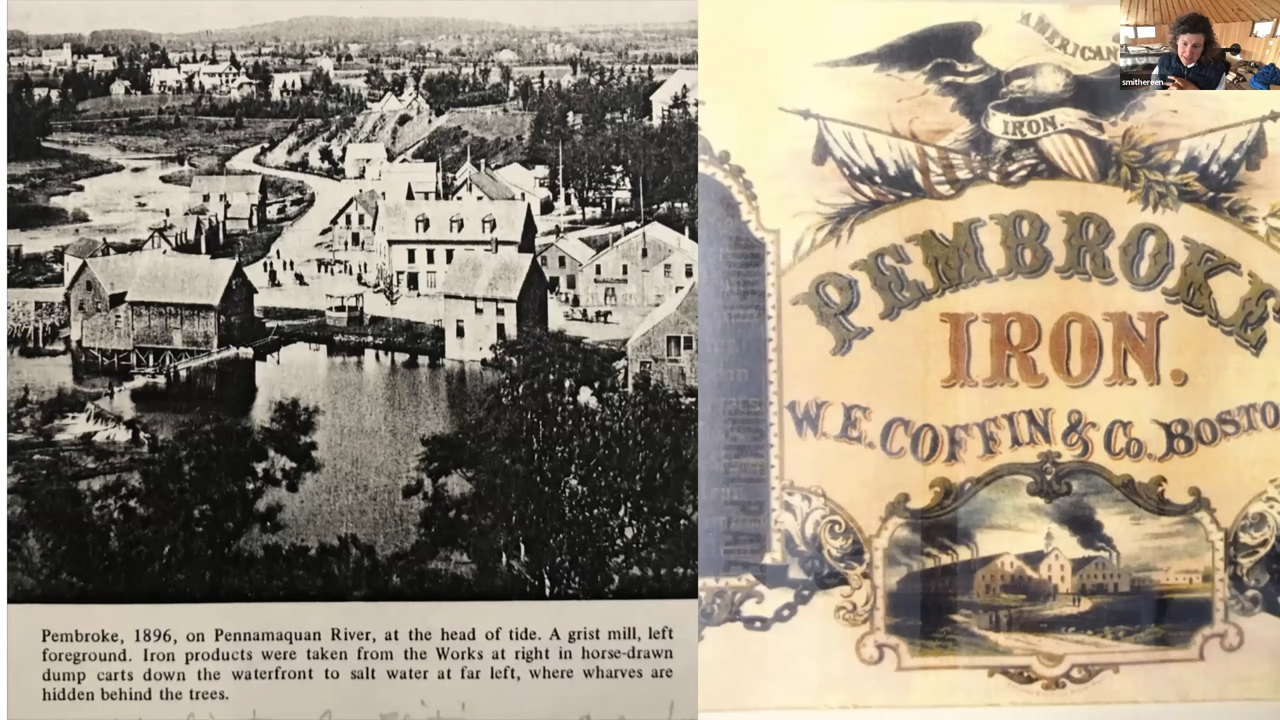 Pembroke, 1896, on Pennamaquan River, at the head of tide. A grist mill, left
foreground. Iron products were taken from the Works at right in horse-drawn
dump carts down the waterfront to salt water at far left, where wharves are
hidden behind the trees.
AMERICAN
IRON.
PEMBROKE
IRON.
W.E. COFFIN & Co. BOSTO
smithereen